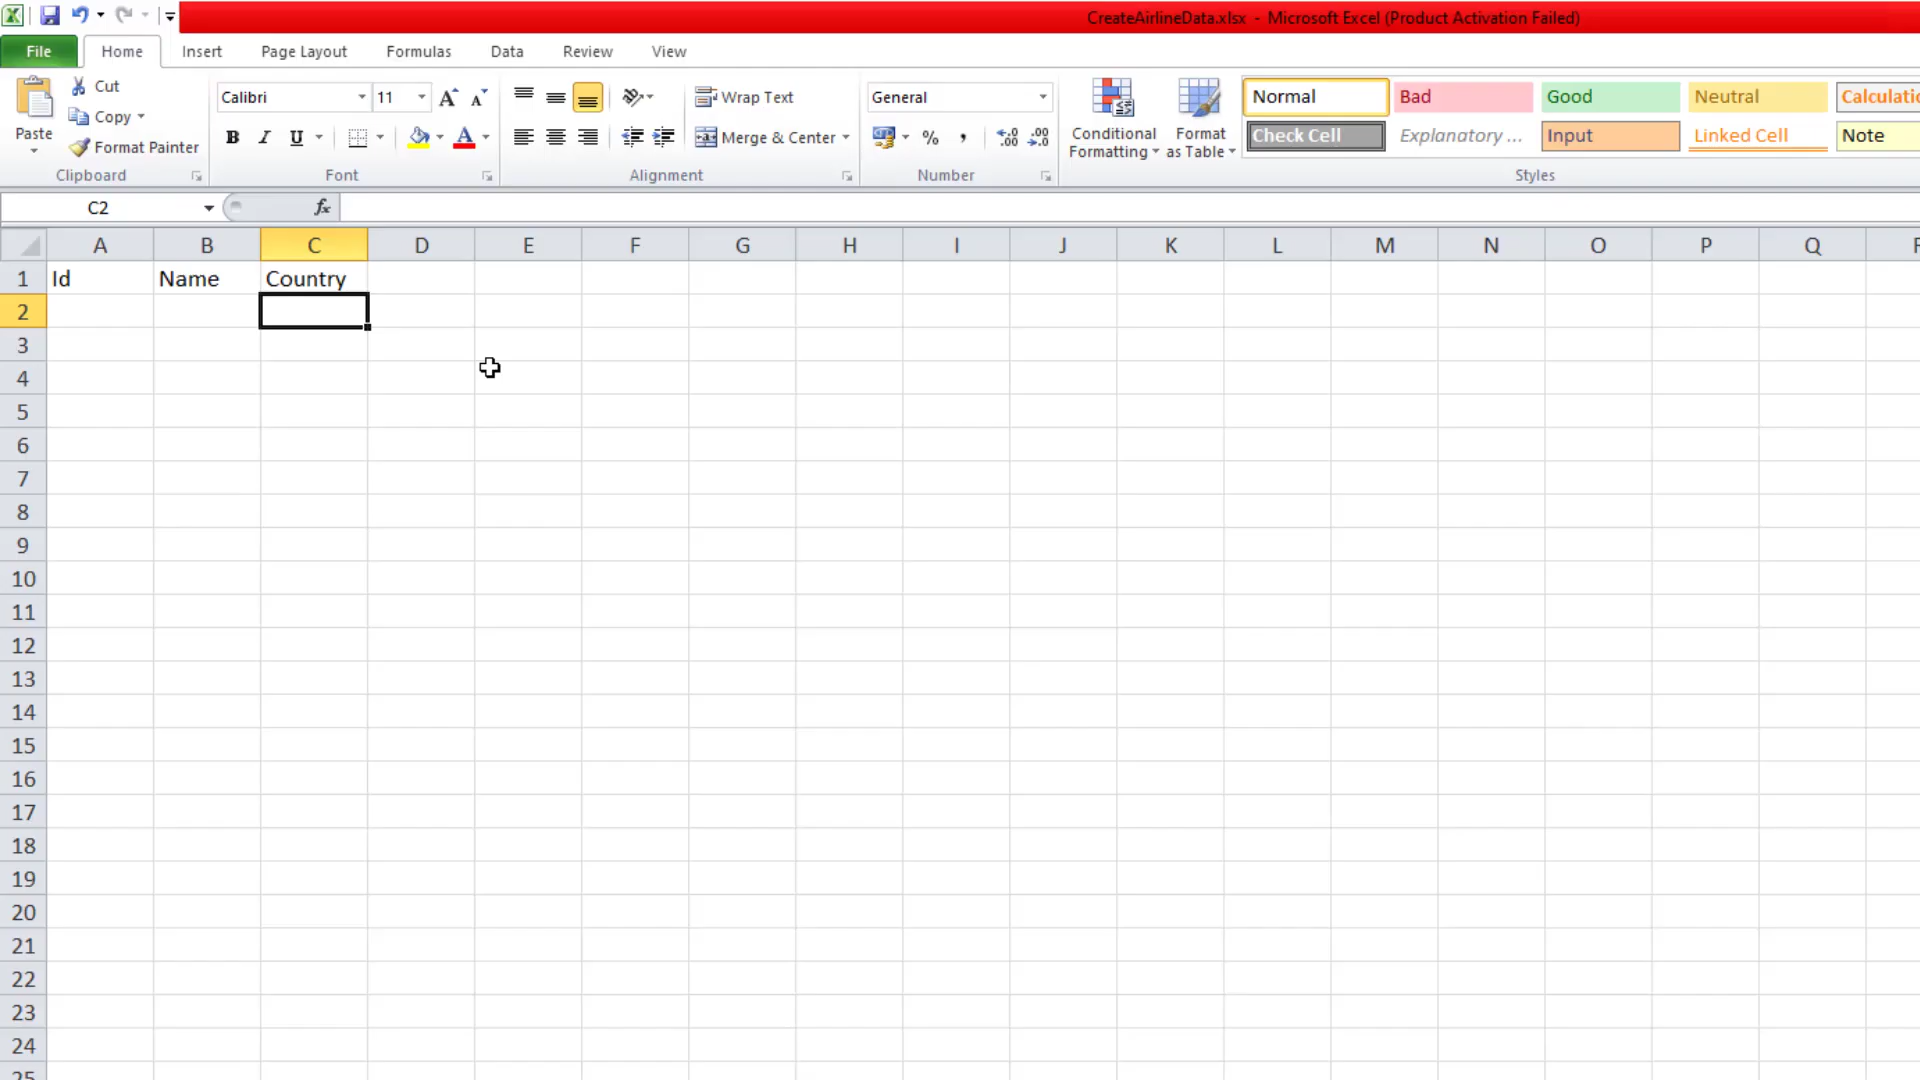 CreateAirlineData.xlsx - Microsoft Excel (Product Activation Failed)
File Home Insert Page Layout Formulas Data Review View
Paste
Cut
Copy
Format Painter
Clipboard
Calibri 11
B I U A
Font
Wrap Text
Merge & Center
Alignment
General
% ,
Number
Conditional Formatting
Format as Table
Normal Bad Good Neutral
Check Cell Explanatory ... Input Linked Cell Note
Styles
C2 fx
A B C D E F G H I J K L M N O P Q
1 Id Name Country
2
3
4
5
6
7
8
9
10
11
12
13
14
15
16
17
18
19
20
21
22
23
24
25